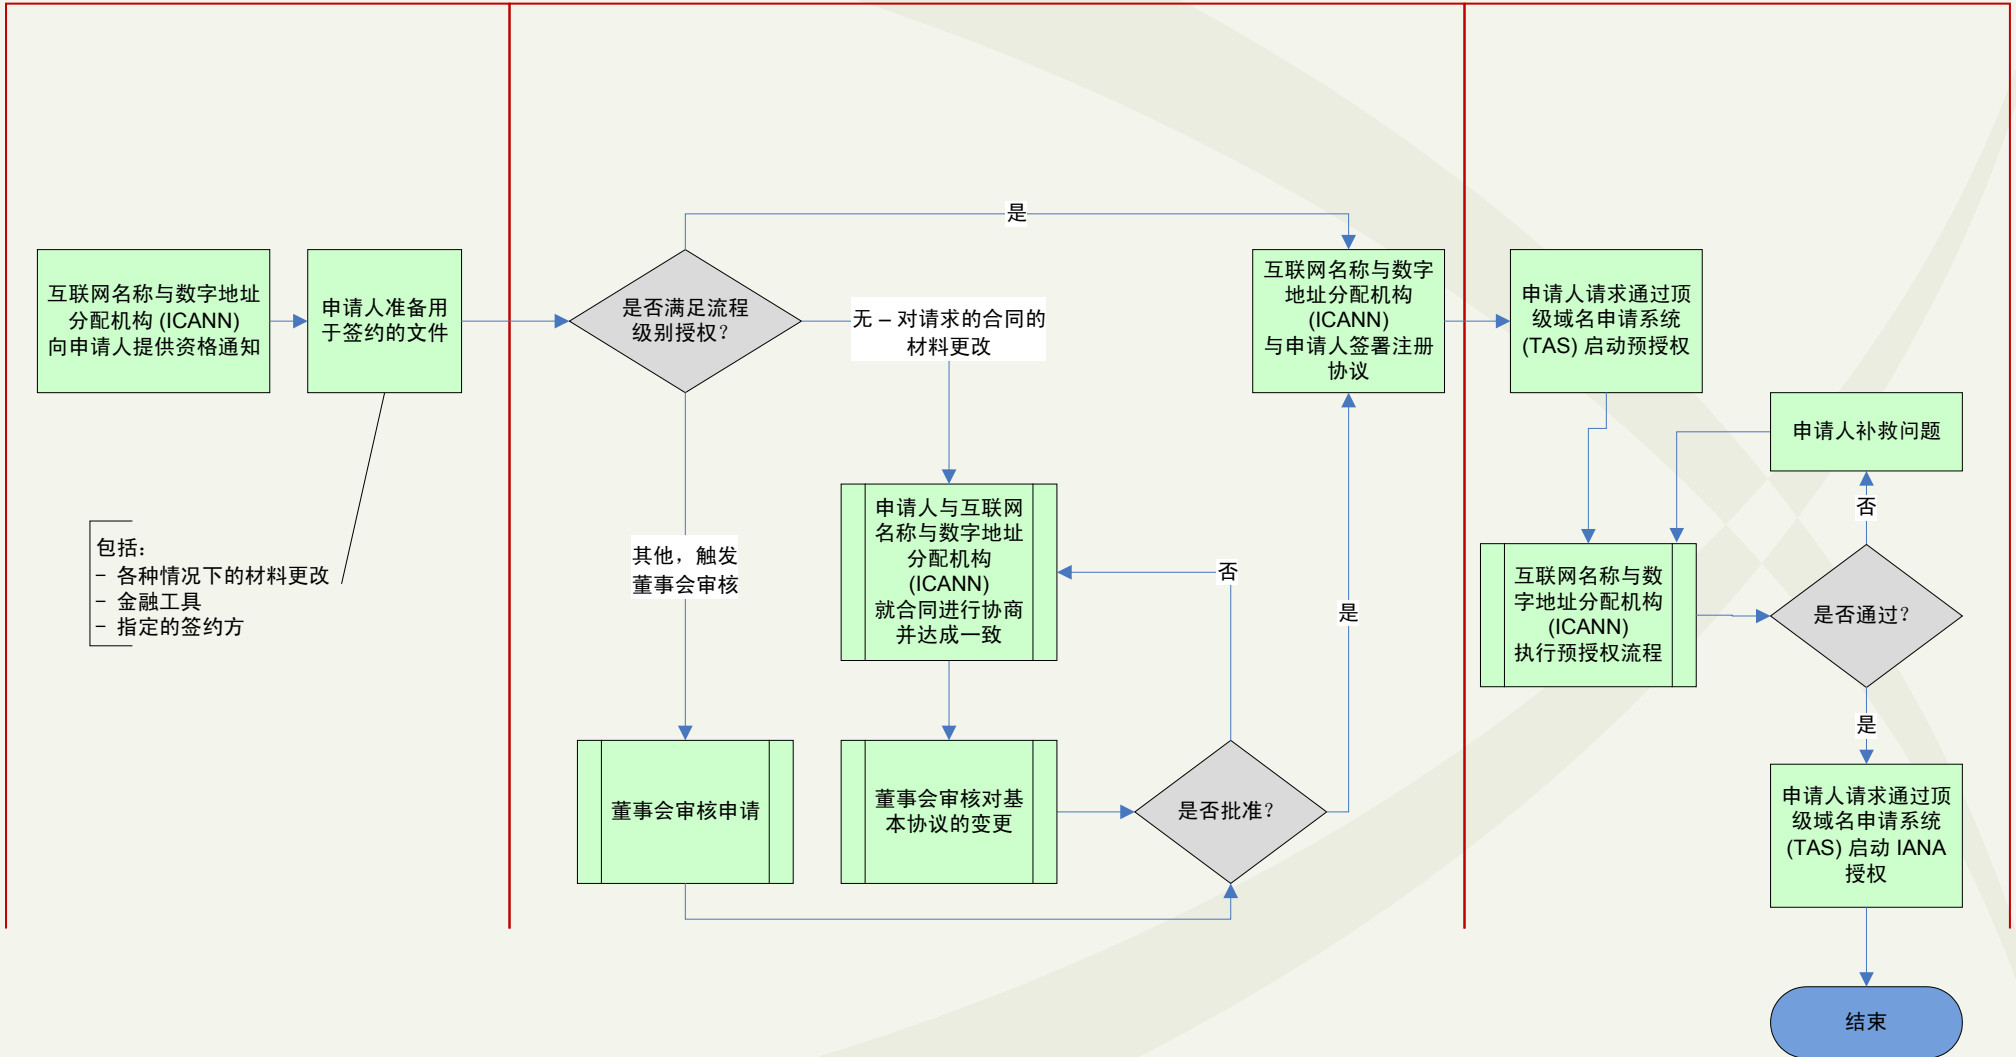 互联网名称与数字地址
分配机构 (ICANN)
向申请人提供资格通知
申请人准备用
于签约的文件
包括：
– 各种情况下的材料更改
– 金融工具
– 指定的签约方
是否满足流程
级别授权？
是
无 – 对请求的合同的
材料更改
其他，触发
董事会审核
董事会审核申请
申请人与互联网
名称与数字地址
分配机构
(ICANN)
就合同进行协商
并达成一致
董事会审核对基
本协议的变更
是否批准？
否
是
互联网名称与数字
地址分配机构
(ICANN)
与申请人签署注册
协议
申请人请求通过顶
级域名申请系统
(TAS) 启动预授权
互联网名称与数
字地址分配机构
(ICANN)
执行预授权流程
是否通过？
否
申请人补救问题
是
申请人请求通过顶
级域名申请系统
(TAS) 启动 IANA
授权
结束